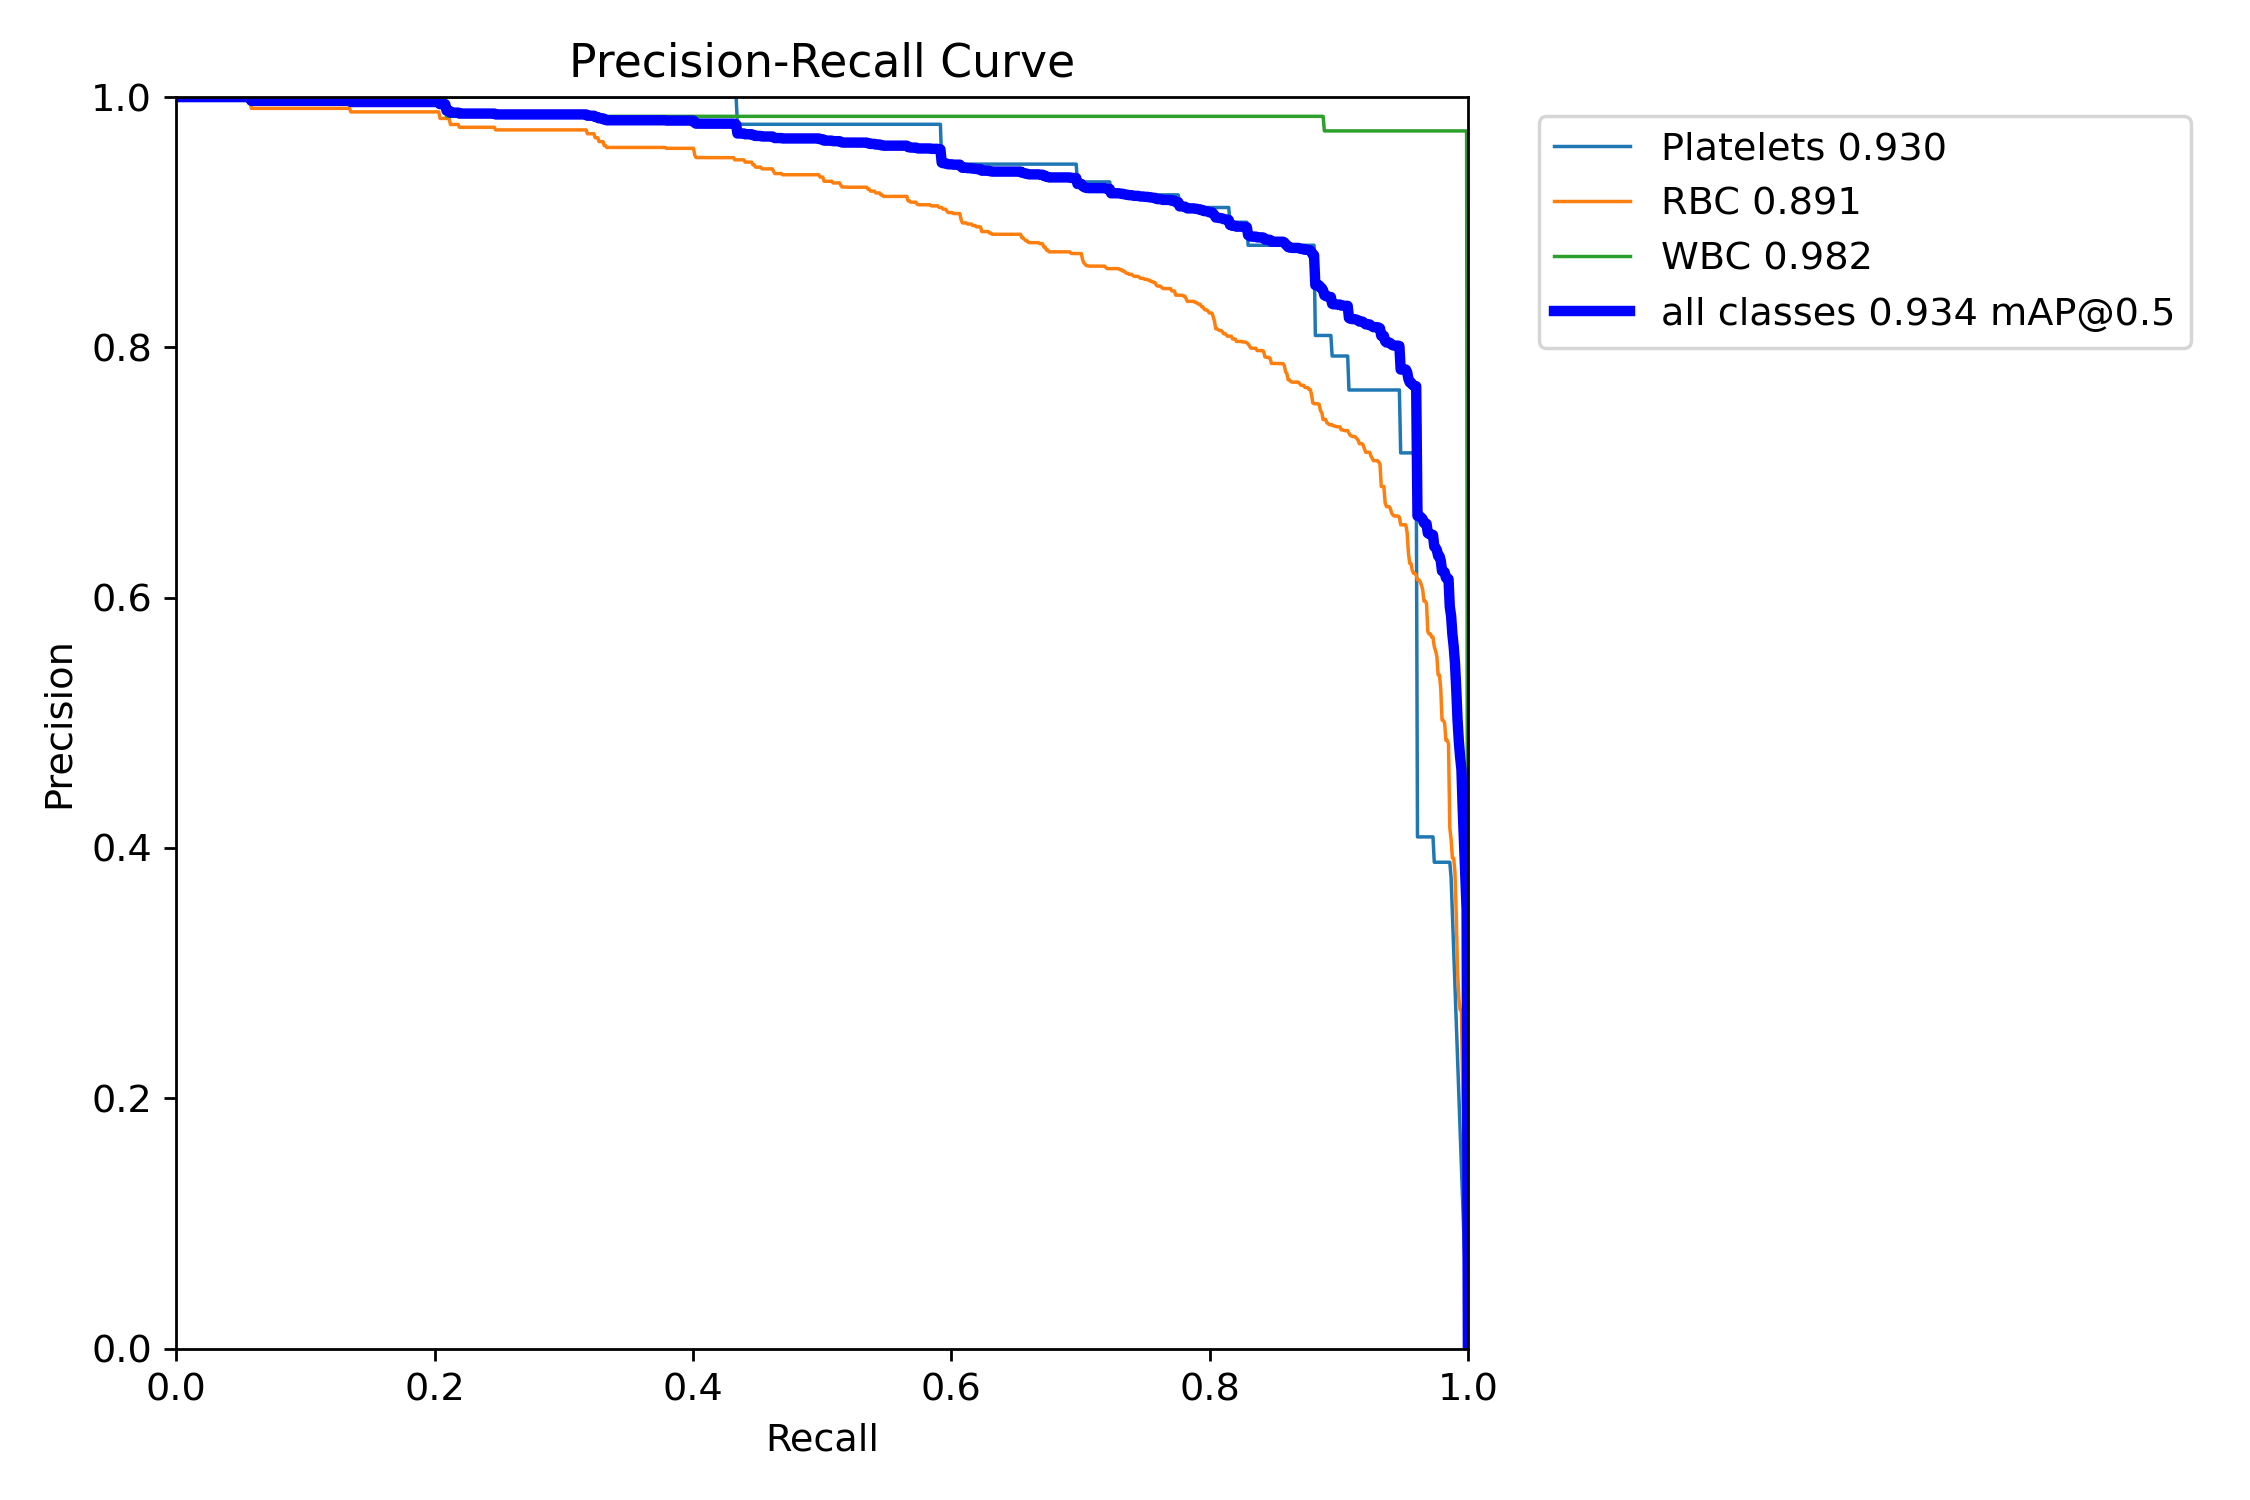 Precision-Recall Curve
1.0
0.8
0.6
0.4
0.2
0.0
Precision
0.0 0.2 0.4 0.6 0.8 1.0
Recall
Platelets 0.930
RBC 0.891
WBC 0.982
all classes 0.934 mAP@0.5